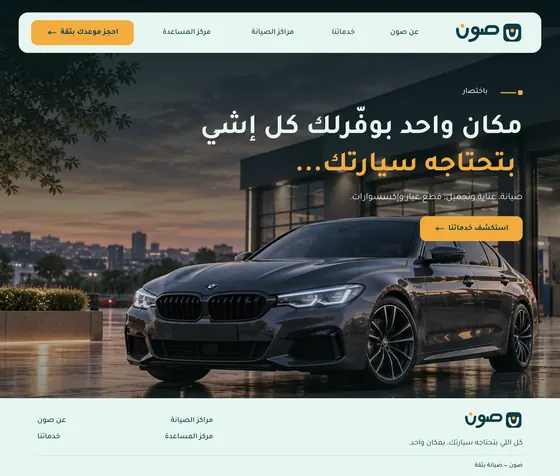 صون
عن صون
خدماتنا
مراكز الصيانة
مركز المساعدة
احجز موعدك بثقة ←
باختصار
مكان واحد بوفّرلك كل إشي
بتحتاجه سيارتك...
صيانة، عناية وتجميل، قطع غيار وإكسسوارات.
استكشف خدماتنا ←
صون
كل اللي بتحتاجه سيارتك، بمكان واحد.
مراكز الصيانة
مركز المساعدة
عن صون
خدماتنا
صون – صيانة بثقة